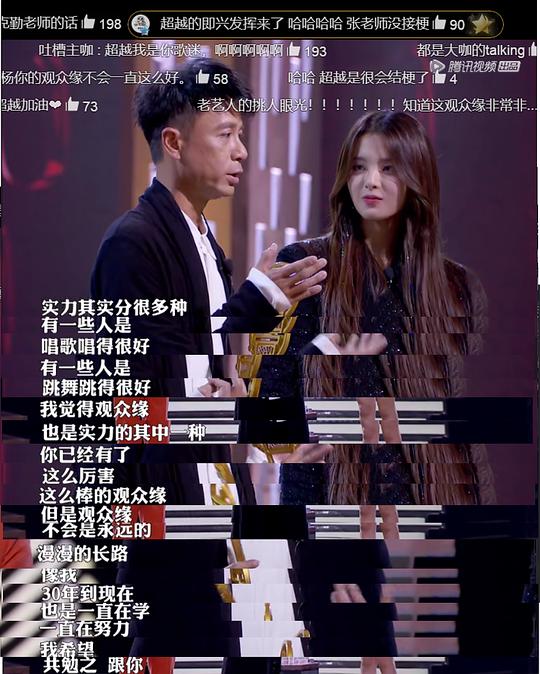 克勤老师的话 198
超越的即兴发挥来了 哈哈哈哈 张老师没接梗 90
吐槽主咖：超越我是你歌迷，啊啊啊啊啊 193
都是大咖的talking
腾讯视频 出品
杨你的观众缘不会一直这么好。 58
哈哈 超越是很会结梗了 4
超越加油❤ 73
老艺人的挑人眼光！！！！！！！知道这观众缘非常非...
实力其实分很多种
有一些人是
唱歌唱得很好
有一些人是
跳舞跳得很好
我觉得观众缘
也是实力的其中一种
你已经有了
这么厉害
这么棒的观众缘
但是观众缘
不会是永远的
漫漫的长路
像我
30年到现在
也是一直在学
一直在努力
我希望
共勉之 跟你